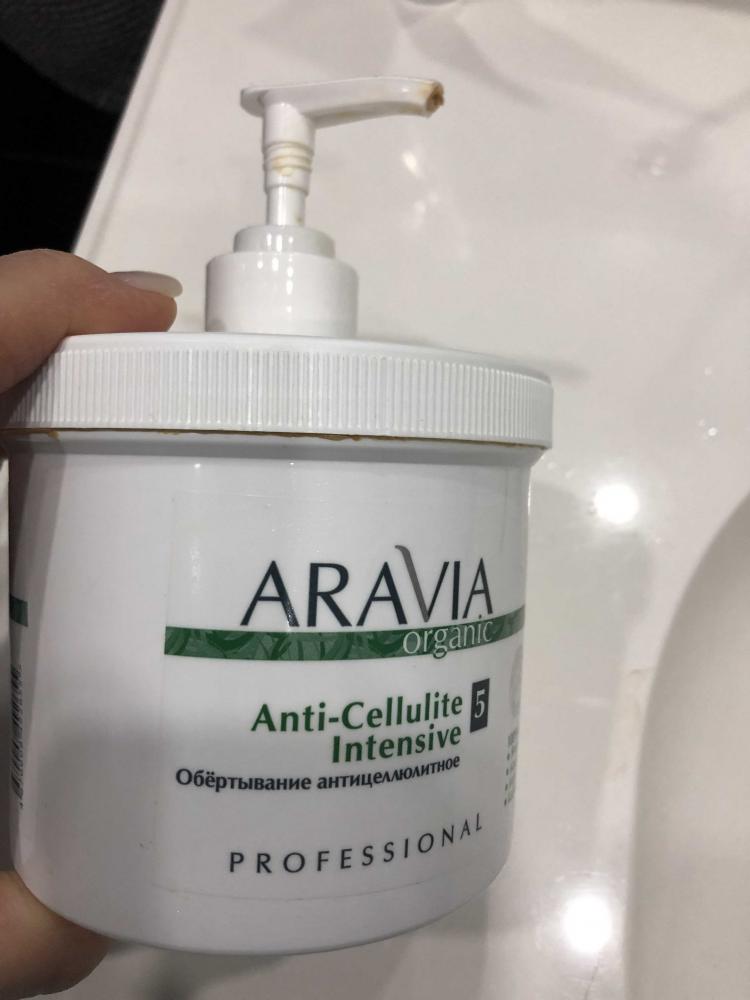 ARAVIA
organic
Anti-Cellulite 5
Intensive
Обёртывание антицеллюлитное
PROFESSIONAL